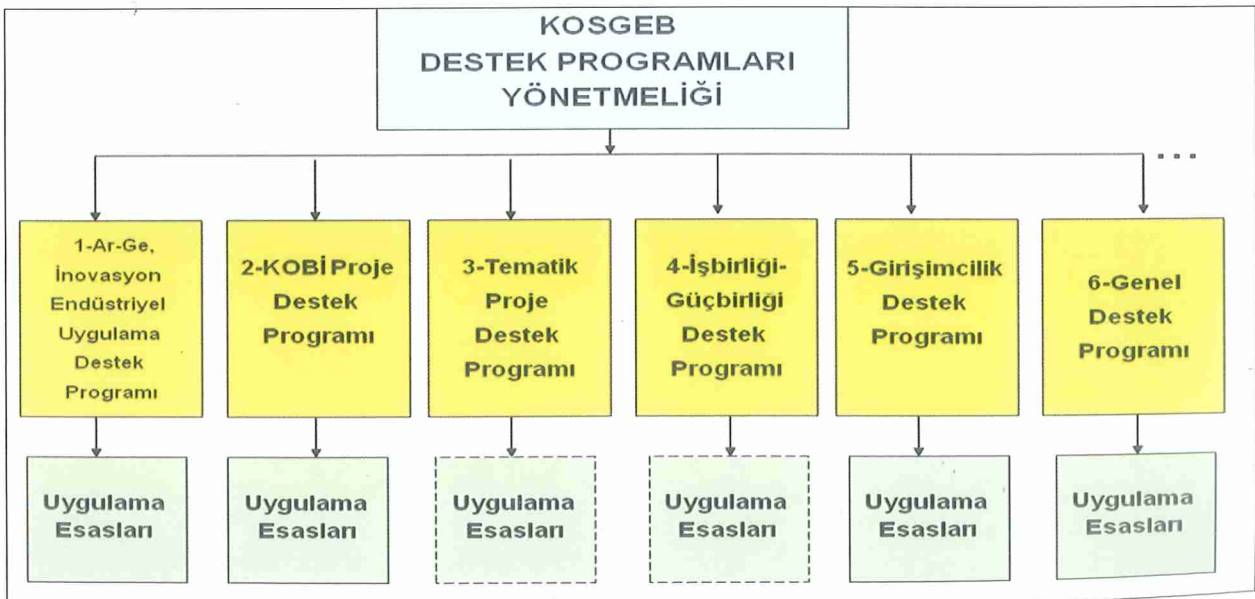 KOSGEB
DESTEK PROGRAMLARI
YÖNETMELİĞİ
...
1-Ar-Ge,
İnovasyon
Endüstriyel
Uygulama
Destek
Programı
2-KOBİ Proje
Destek
Programı
3-Tematik
Proje
Destek
Programı
4-İşbirliği-
Güçbirliği
Destek
Programı
5-Girişimcilik
Destek
Programı
6-Genel
Destek
Programı
Uygulama
Esasları
Uygulama
Esasları
Uygulama
Esasları
Uygulama
Esasları
Uygulama
Esasları
Uygulama
Esasları